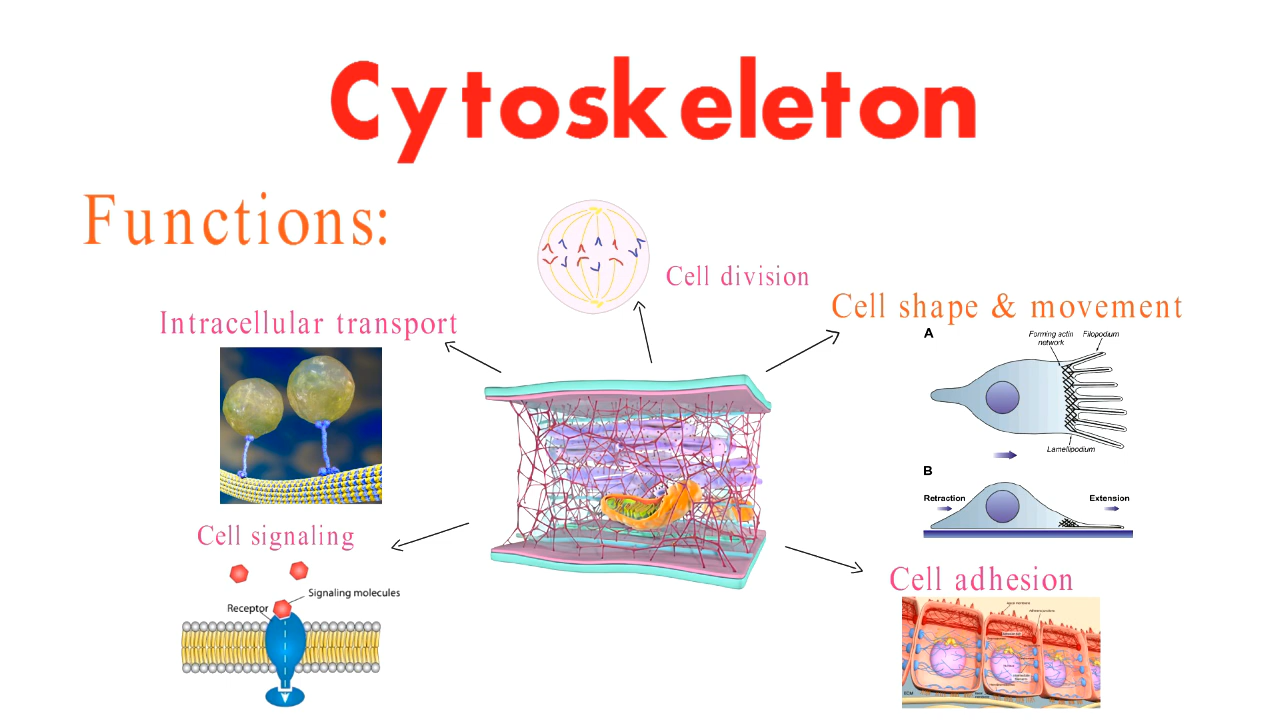 Cytoskeleton
Functions:
Cell division
Intracellular transport
Cell shape & movement
A
Forming actin
network
Filopodium
Lamellipodium
B
Retraction
Extension
Cell signaling
Signaling molecules
Receptor
Cell adhesion
ECM